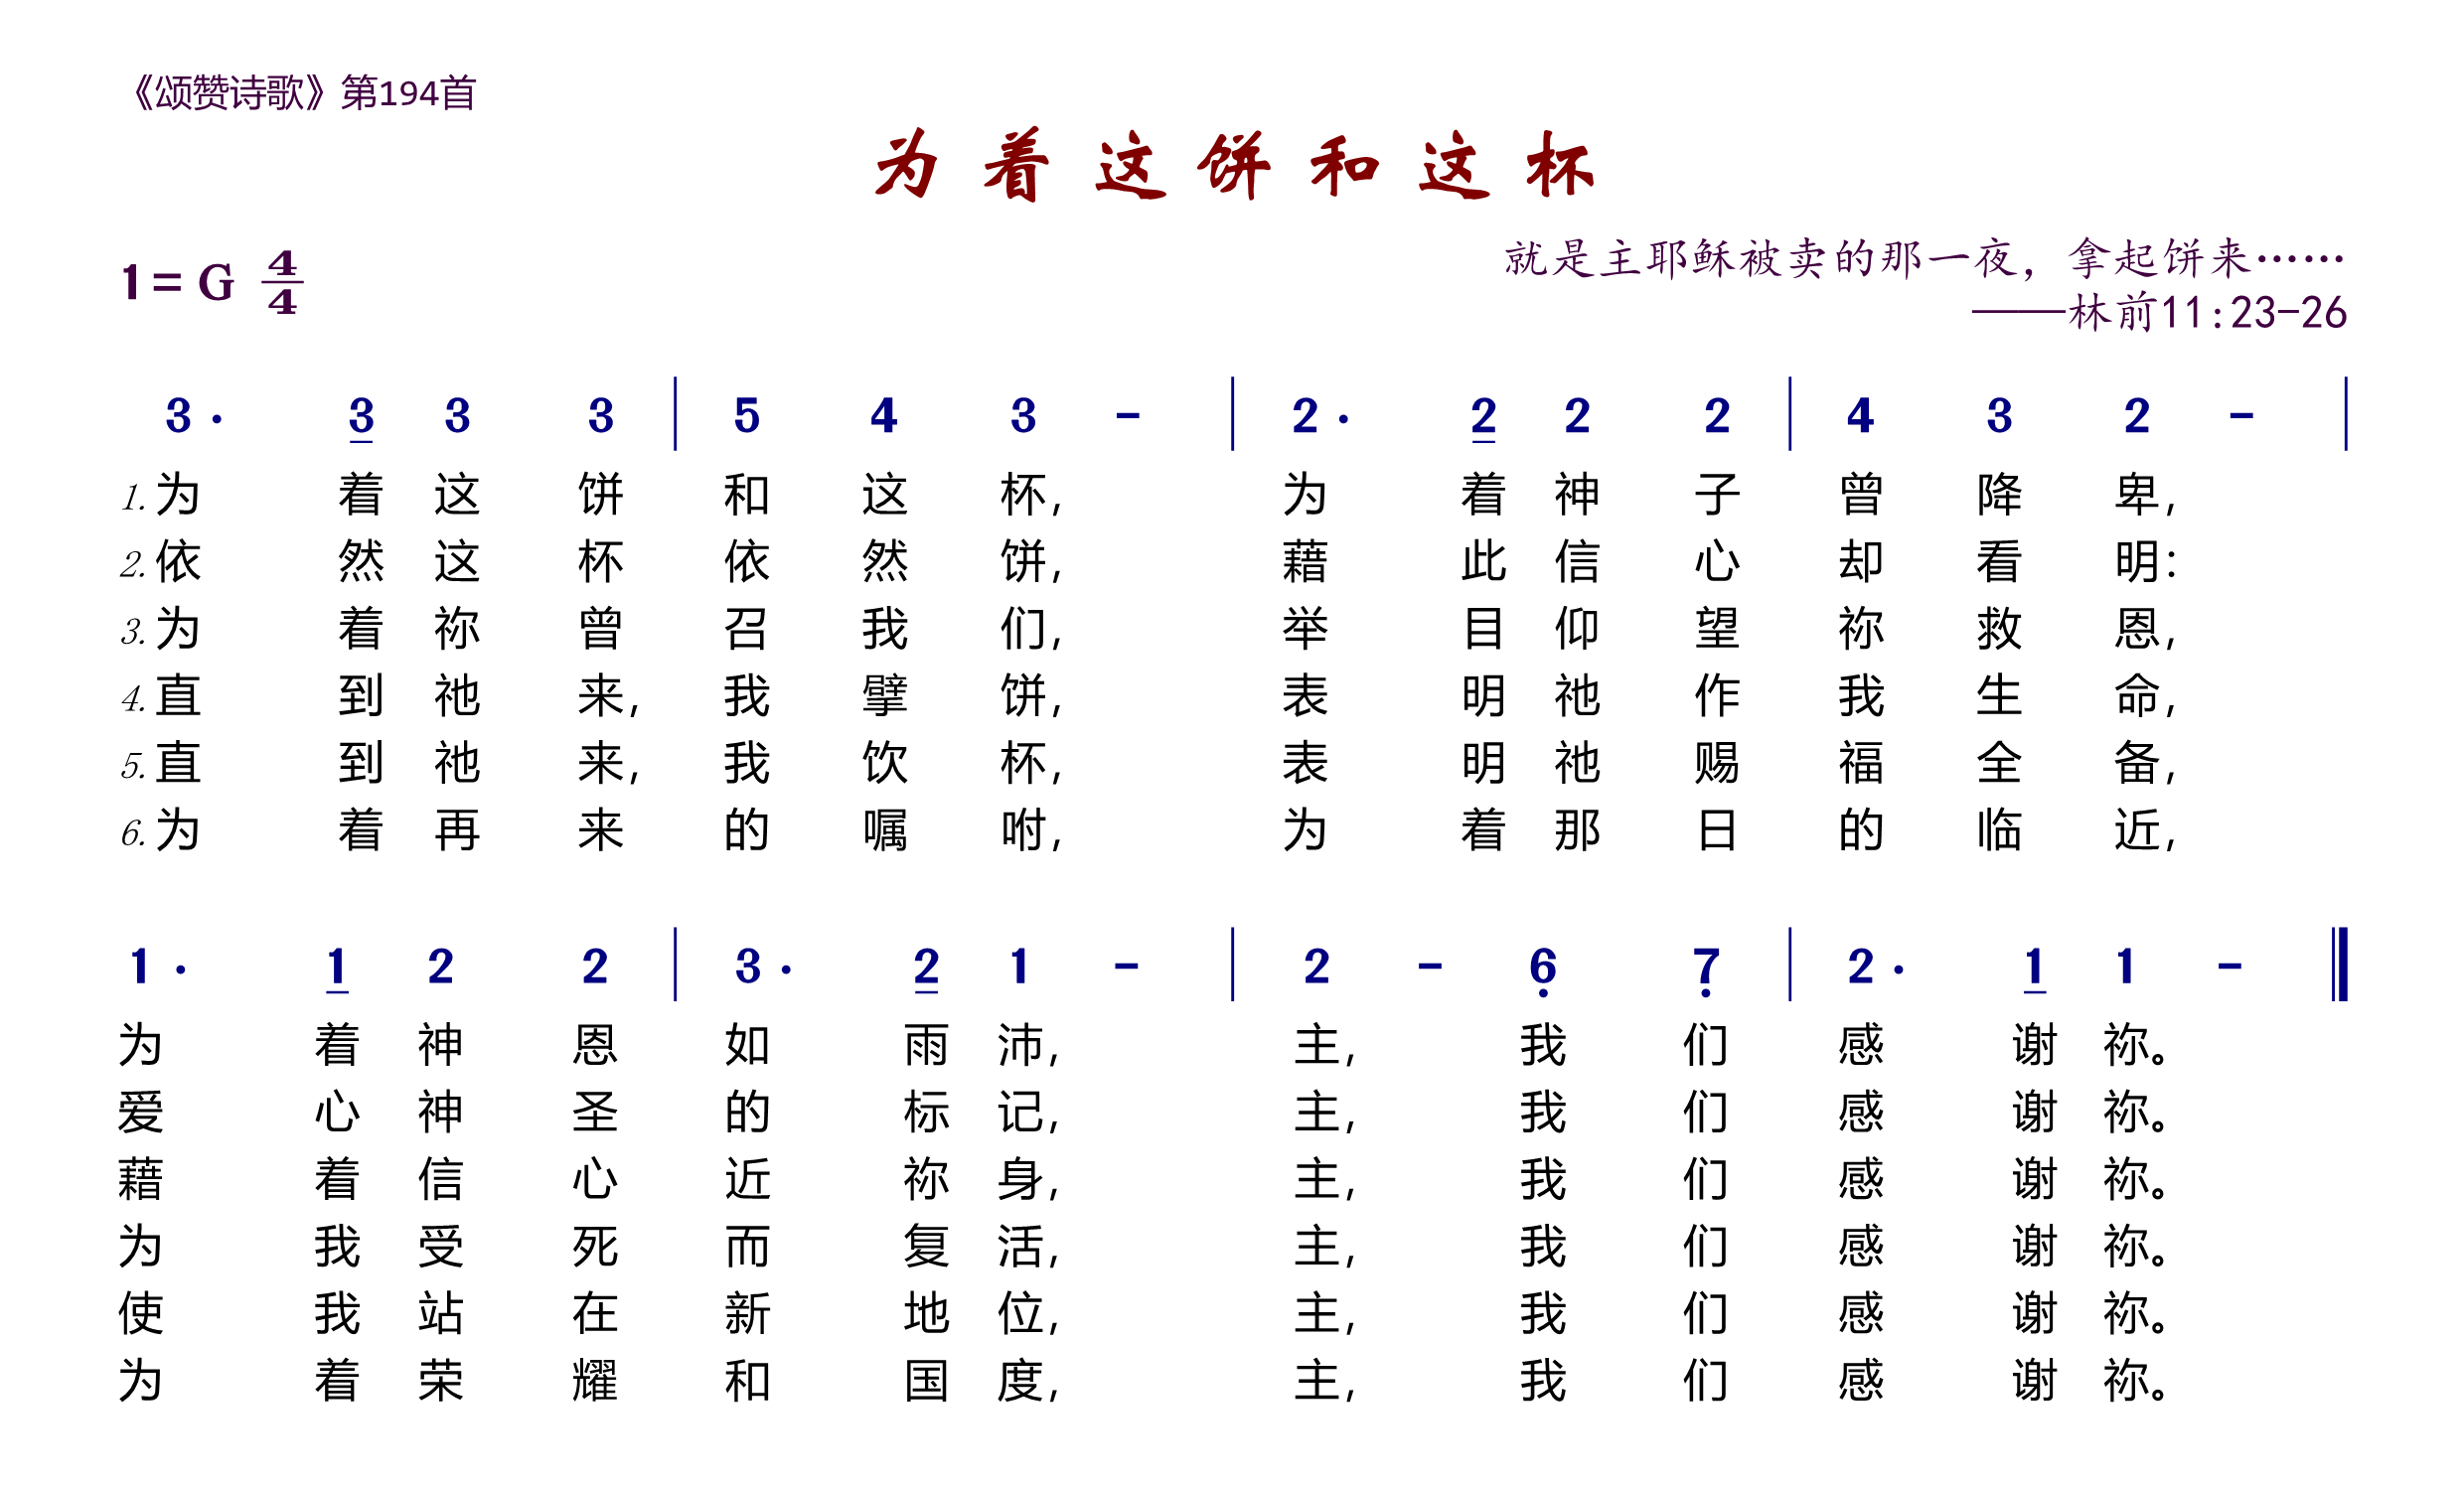 《颂赞诗歌》第194首
为着这饼和这杯
1=G 4/4
就是主耶稣被卖的那一夜，拿起饼来……
——林前11:23-26
3· 3 3 3 | 5 4 3 - | 2· 2 2 2 | 4 3 2 - |
1.为着这饼和这杯，为着神子曾降卑，
2.依然这杯依然饼，藉此信心却看明：
3.为着祢曾召我们，举目仰望祢救恩，
4.直到祂来，我擘饼，表明祂作我生命，
5.直到祂来，我饮杯，表明祂赐福全备，
6.为着再来的嘱咐，为着那日的临近，
1· 1 2 2 | 3· 2 1 - | 2 - 6̣ 7̣ | 2· 1 1 - ‖
为着神恩如雨沛，主，我们感谢祢。
爱心神圣的标记，主，我们感谢祢。
藉着信心近祢身，主，我们感谢祢。
为我受死而复活，主，我们感谢祢。
使我站在新地位，主，我们感谢祢。
为着荣耀和国度，主，我们感谢祢。